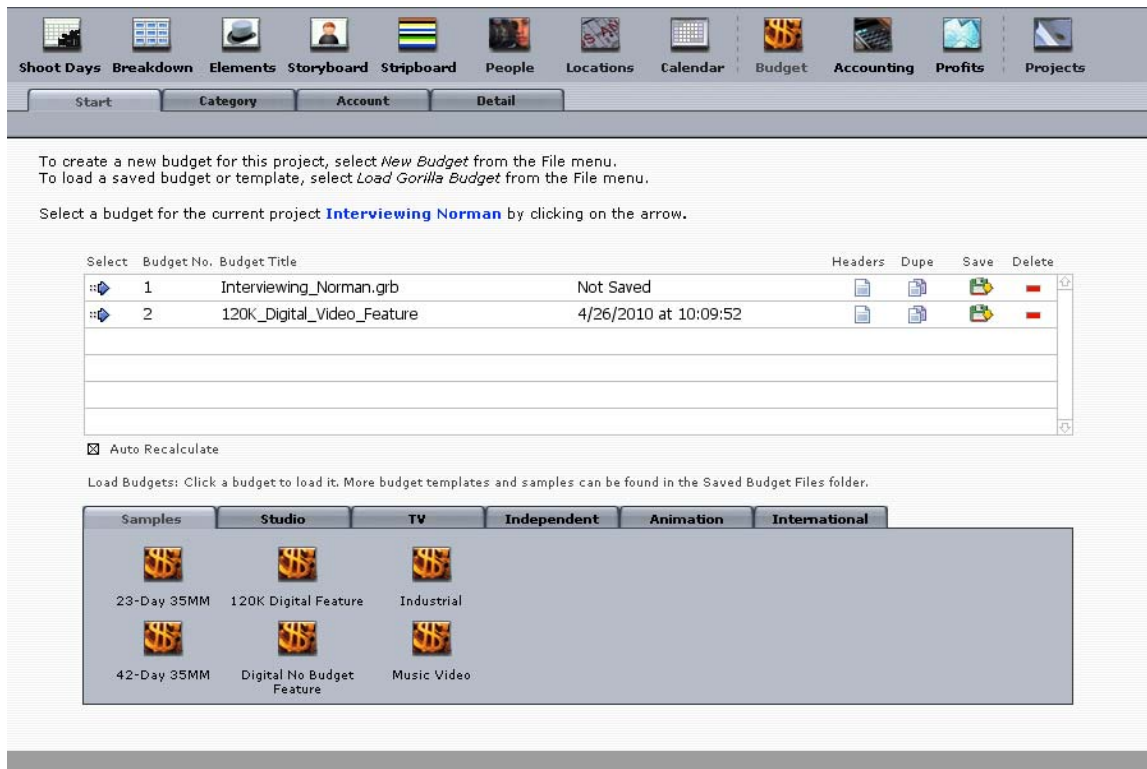 Shoot Days Breakdown Elements Storyboard Stripboard People Locations Calendar Budget Accounting Profits Projects
Start Category Account Detail
To create a new budget for this project, select New Budget from the File menu.
To load a saved budget or template, select Load Gorilla Budget from the File menu.
Select a budget for the current project Interviewing Norman by clicking on the arrow.
Select Budget No. Budget Title Headers Dupe Save Delete
1 Interviewing_Norman.grb Not Saved
2 120K_Digital_Video_Feature 4/26/2010 at 10:09:52
Auto Recalculate
Load Budgets: Click a budget to load it. More budget templates and samples can be found in the Saved Budget Files folder.
Samples Studio TV Independent Animation International
23-Day 35MM 120K Digital Feature Industrial
42-Day 35MM Digital No Budget Music Video
Feature